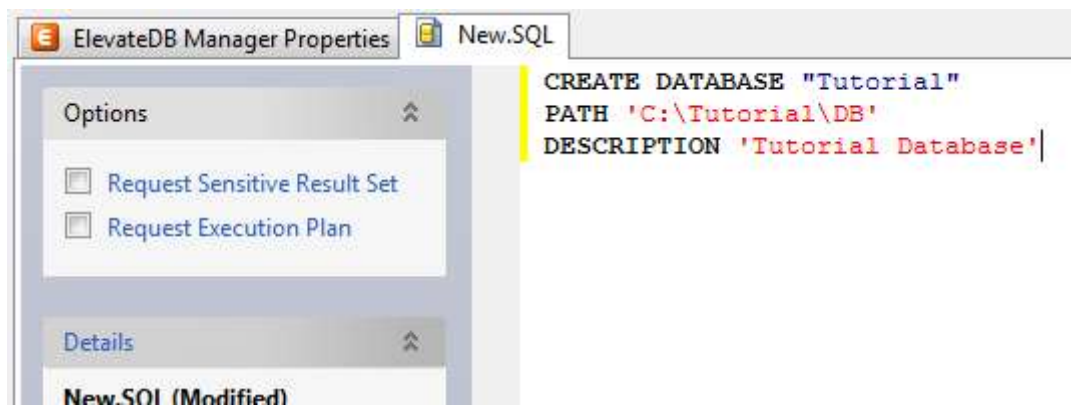 ElevateDB Manager Properties
New.SQL
Options
Request Sensitive Result Set
Request Execution Plan
Details
New.SQL (Modified)
CREATE DATABASE "Tutorial"
PATH 'C:\Tutorial\DB'
DESCRIPTION 'Tutorial Database'